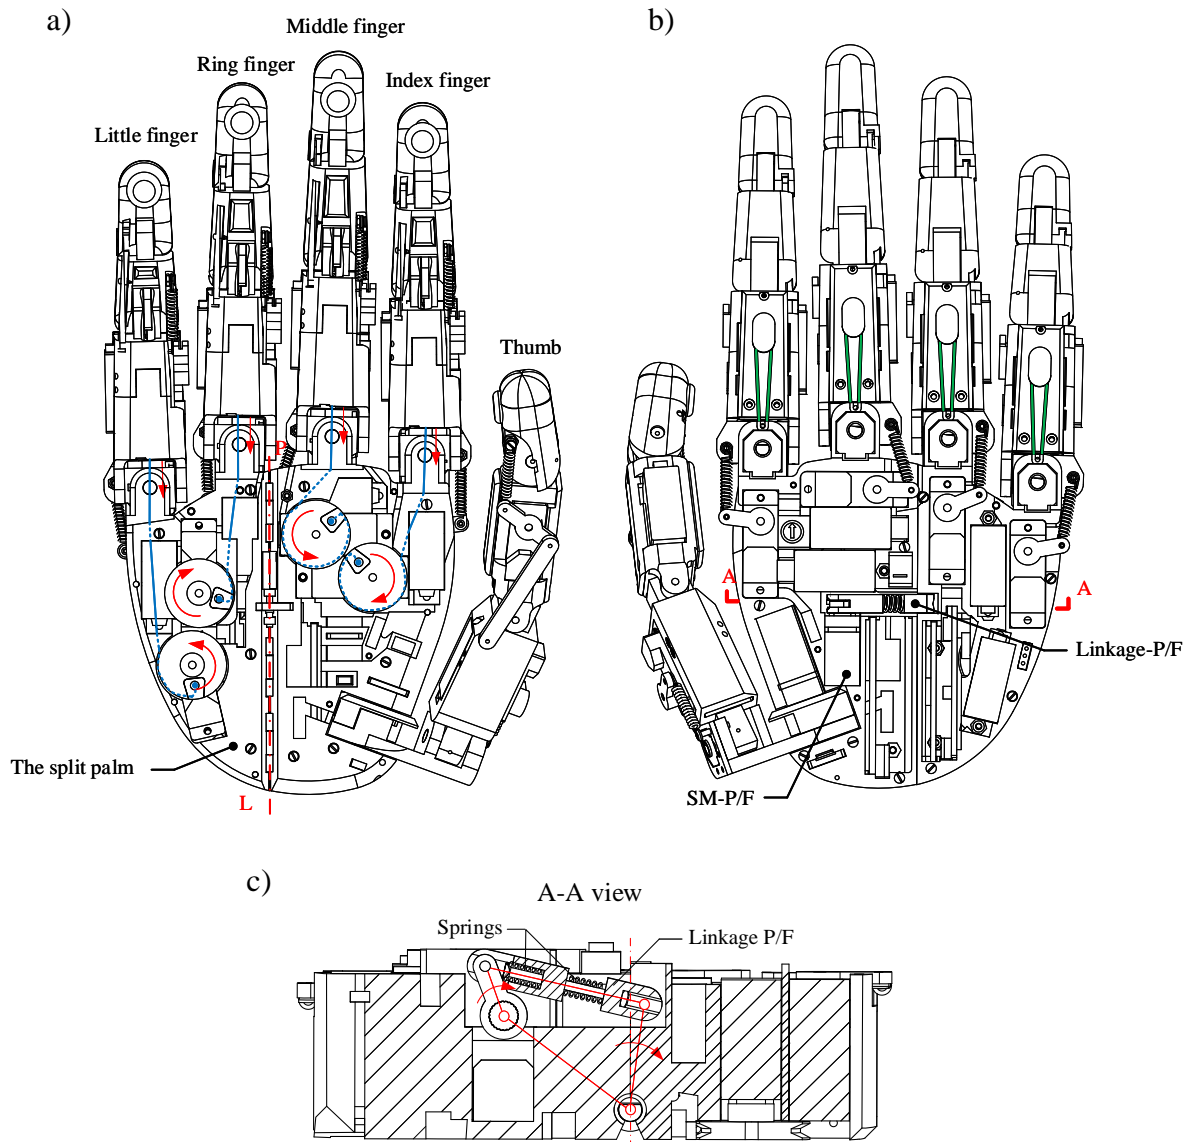 a)
b)
Middle finger
Ring finger
Index finger
Little finger
Thumb
P
A
A
Linkage-P/F
The split palm
SM-P/F
L
c)
A-A view
Springs
Linkage P/F